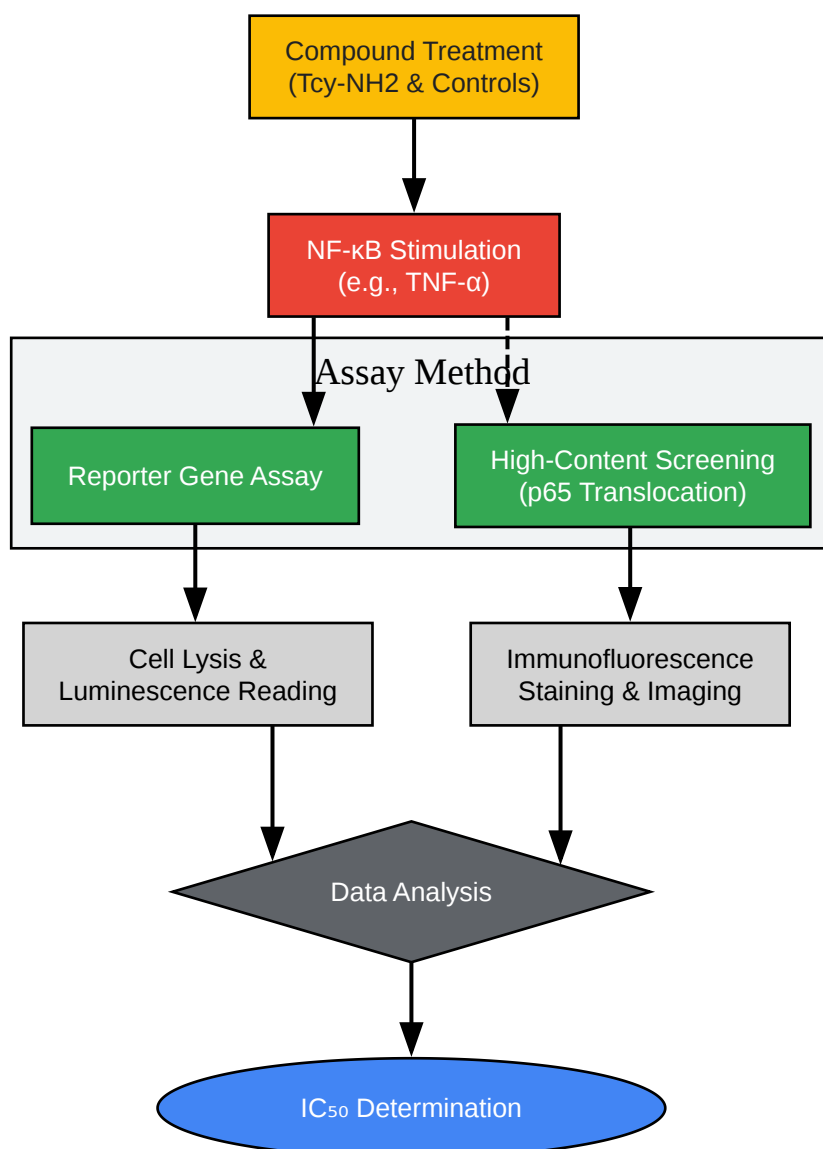 Compound Treatment
(Tcy-NH2 & Controls)
NF-κB Stimulation
(e.g., TNF-α)
Assay Method
Reporter Gene Assay
High-Content Screening
(p65 Translocation)
Cell Lysis &
Luminescence Reading
Immunofluorescence
Staining & Imaging
Data Analysis
IC₅₀ Determination